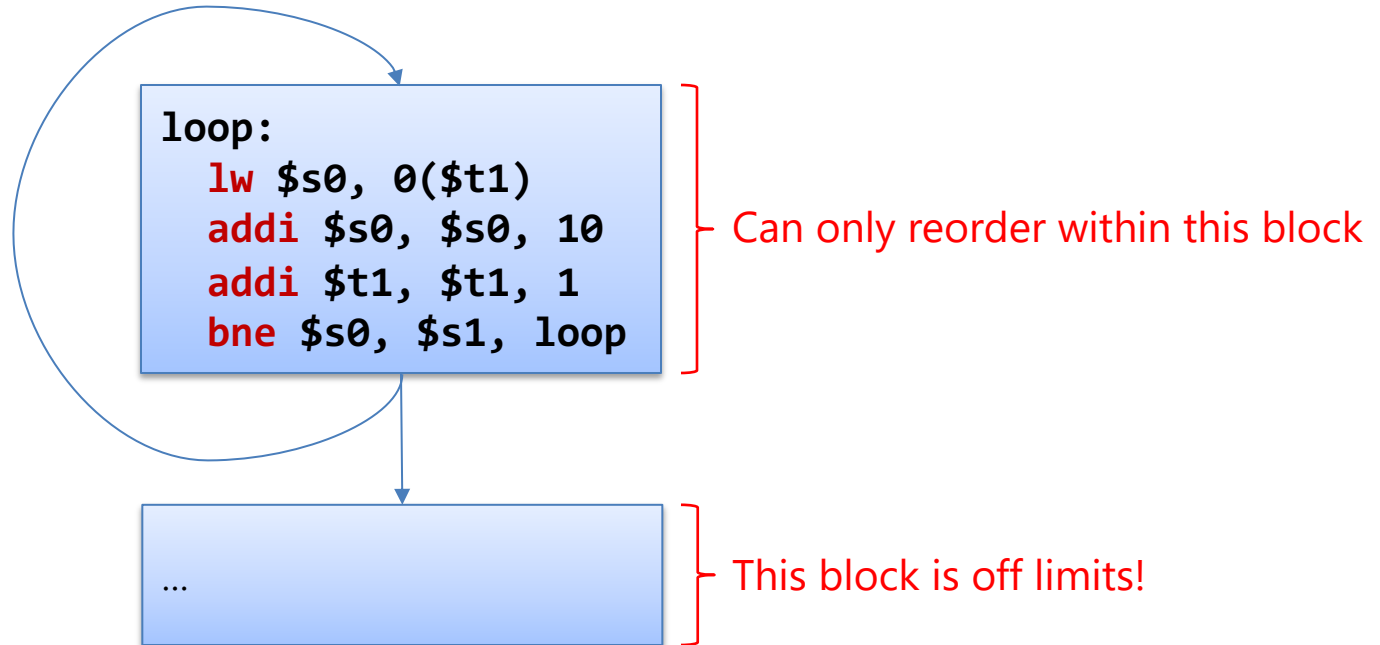 loop:
lw $s0, 0($t1)
addi $s0, $s0, 10
addi $t1, $t1, 1
bne $s0, $s1, loop
Can only reorder within this block
...
This block is off limits!